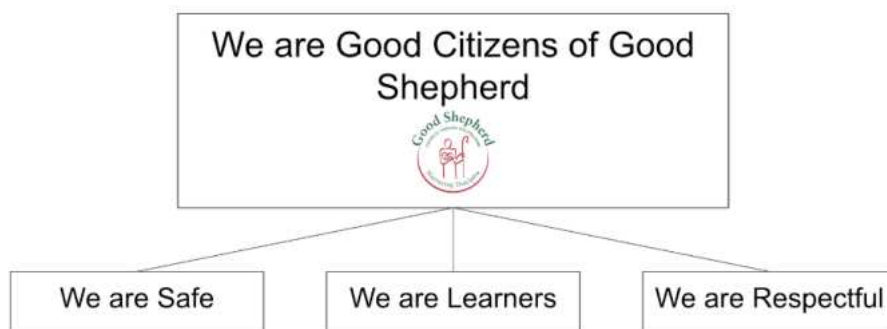 We are Good Citizens of Good
Shepherd
Good Shepherd
We are Safe
We are Learners
We are Respectful